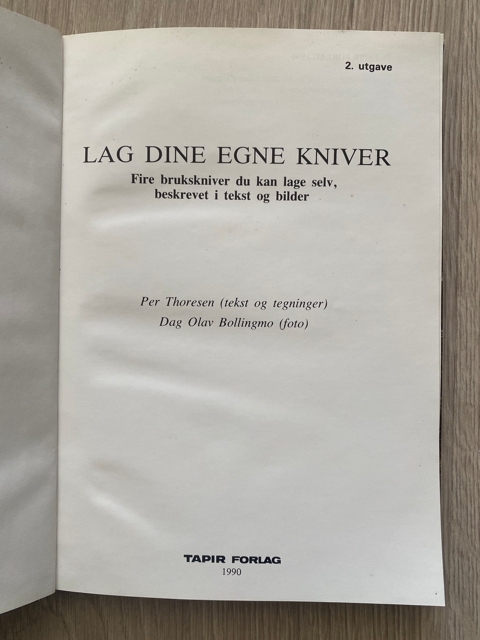 2. utgave
LAG DINE EGNE KNIVER
Fire brukskniver du kan lage selv,
beskrevet i tekst og bilder
Per Thoresen (tekst og tegninger)
Dag Olav Bollingmo (foto)
TAPIR FORLAG
1990